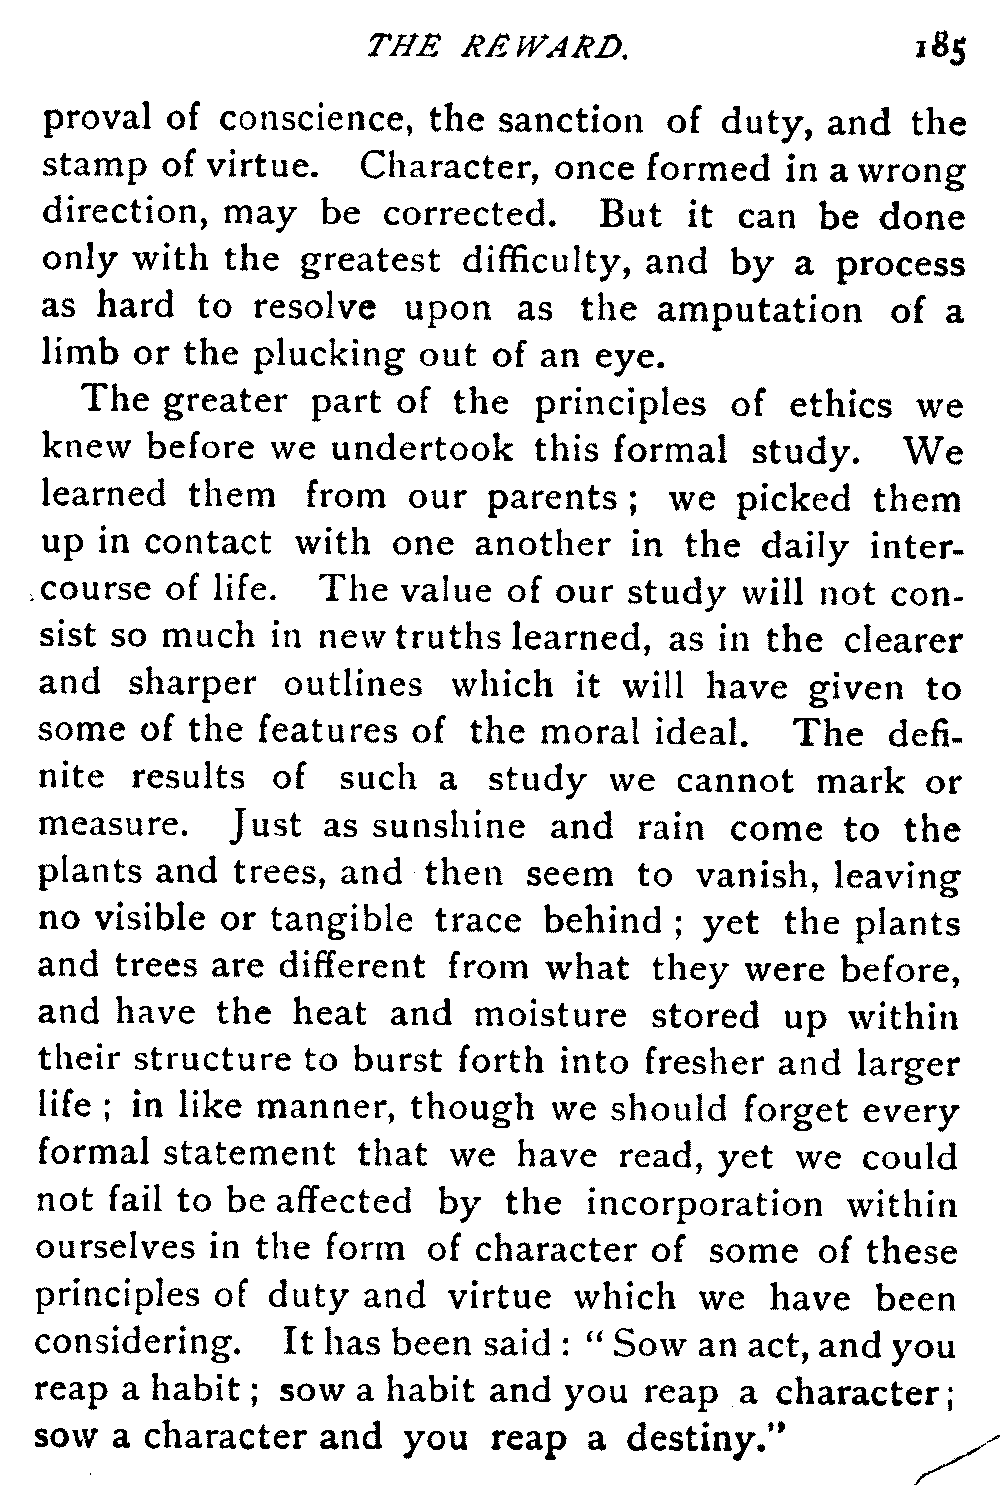 THE REWARD. 185
proval of conscience, the sanction of duty, and the
stamp of virtue. Character, once formed in a wrong
direction, may be corrected. But it can be done
only with the greatest difficulty, and by a process
as hard to resolve upon as the amputation of a
limb or the plucking out of an eye.
The greater part of the principles of ethics we
knew before we undertook this formal study. We
learned them from our parents ; we picked them
up in contact with one another in the daily inter-
course of life. The value of our study will not con-
sist so much in new truths learned, as in the clearer
and sharper outlines which it will have given to
some of the features of the moral ideal. The defi-
nite results of such a study we cannot mark or
measure. Just as sunshine and rain come to the
plants and trees, and then seem to vanish, leaving
no visible or tangible trace behind ; yet the plants
and trees are different from what they were before,
and have the heat and moisture stored up within
their structure to burst forth into fresher and larger
life ; in like manner, though we should forget every
formal statement that we have read, yet we could
not fail to be affected by the incorporation within
ourselves in the form of character of some of these
principles of duty and virtue which we have been
considering. It has been said : “ Sow an act, and you
reap a habit ; sow a habit and you reap a character ;
sow a character and you reap a destiny.”